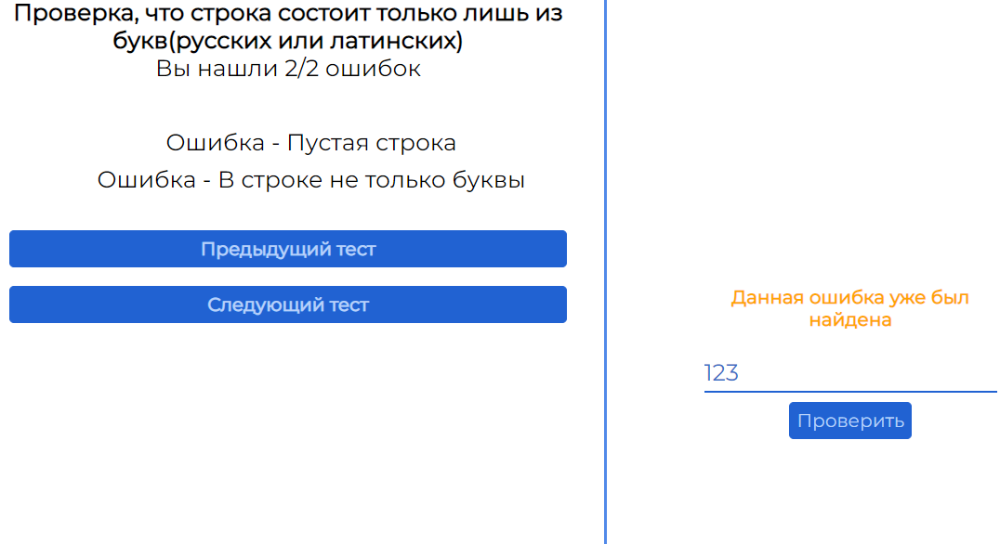 Проверка, что строка состоит только лишь из
букв(русских или латинских)
Вы нашли 2/2 ошибок
Ошибка - Пустая строка
Ошибка - В строке не только буквы
Предыдущий тест
Следующий тест
Данная ошибка уже был
найдена
123
Проверить